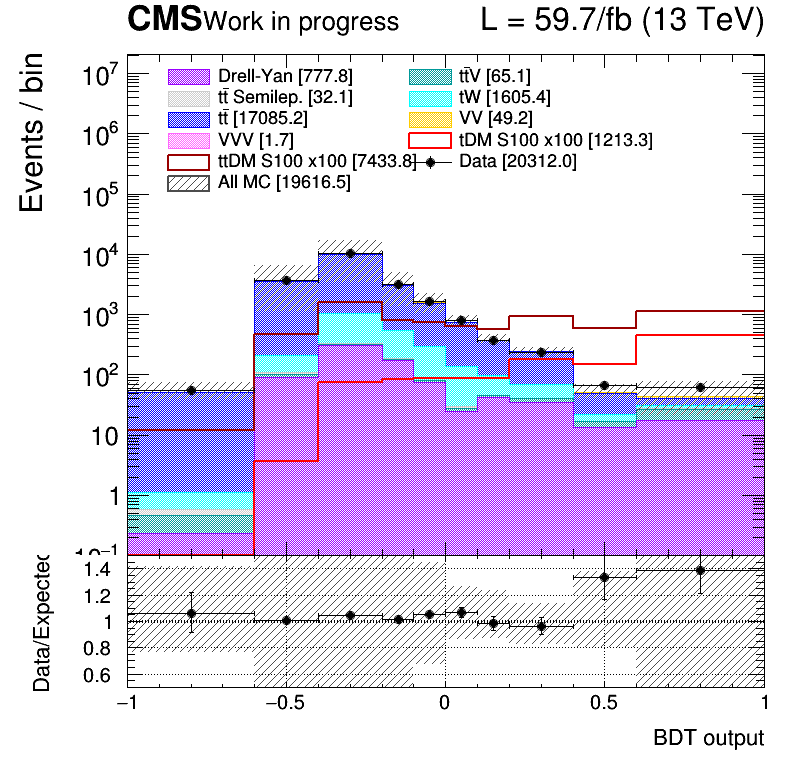 CMS Work in progress L = 59.7/fb (13 TeV)
Events / bin
10⁷
10⁶
10⁵
10⁴
10³
10²
10
1
10⁻¹
Drell-Yan [777.8]
tt̄V [65.1]
tt̄ Semilep. [32.1]
tW [1605.4]
tt̄ [17085.2]
VV [49.2]
VVV [1.7]
tDM S100 x100 [1213.3]
ttDM S100 x100 [7433.8]
Data [20312.0]
All MC [19616.5]
Data/Expected
1.4
1.2
1
0.8
0.6
−1 −0.5 0 0.5 1
BDT output